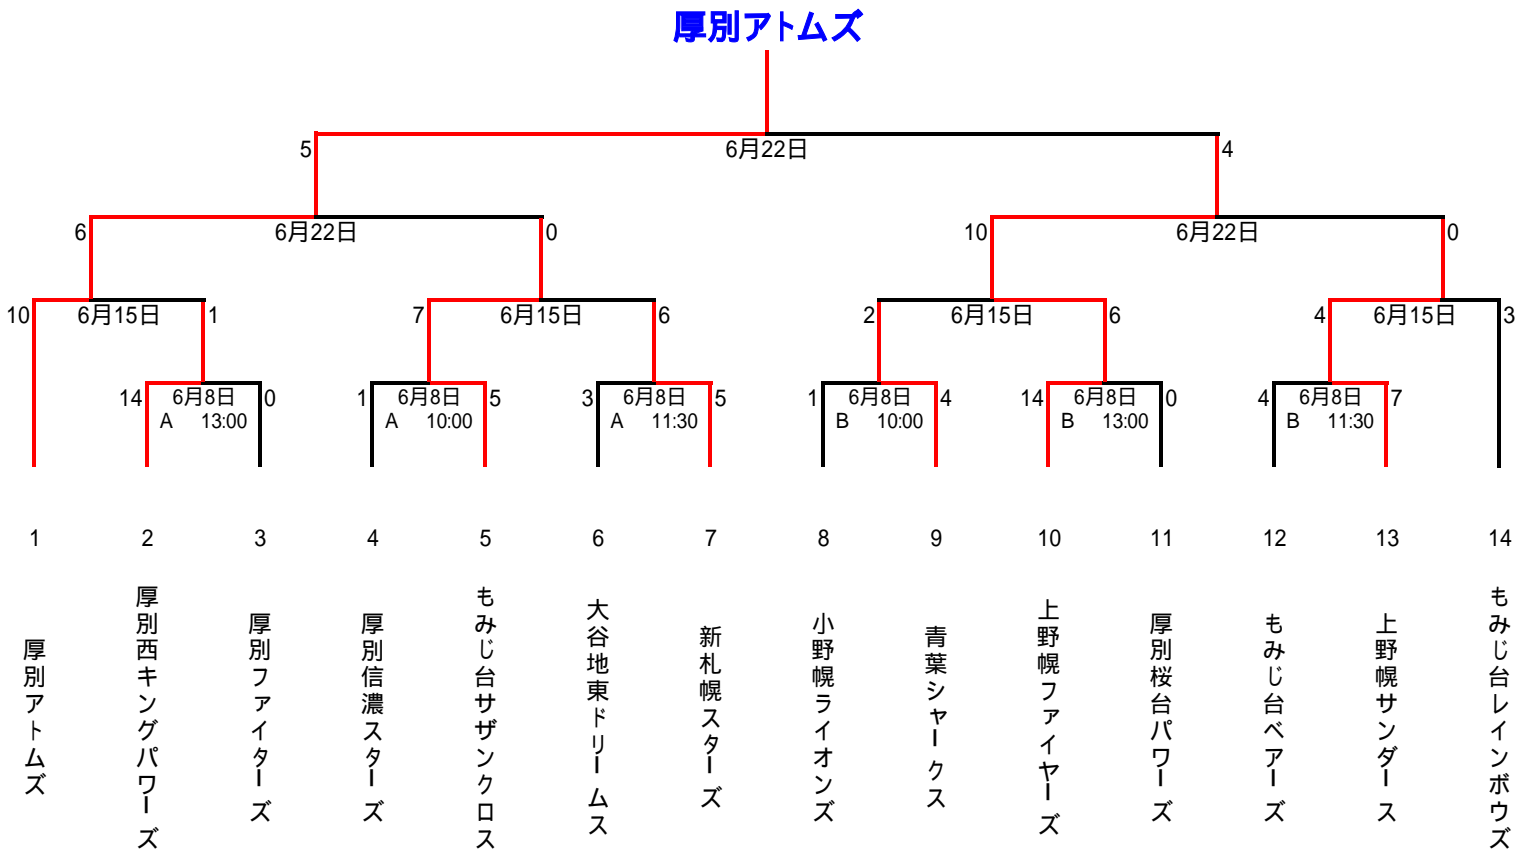 厚別アトムズ
5 6月22日 4
6 6月22日 0 10 6月22日 0
10 6月15日 1 7 6月15日 6 2 6月15日 6 4 6月15日 3
14 6月8日 0 1 6月8日 5 3 6月8日 5 1 6月8日 4 14 6月8日 0 4 6月8日 7
A 13:00 A 10:00 A 11:30 B 10:00 B 13:00 B 11:30
1 2 3 4 5 6 7 8 9 10 11 12 13 14
厚別アトムズ
厚別西キングパワーズ
厚別ファイターズ
厚別信濃スターズ
もみじ台サザンクロス
大谷地東ドリームス
新札幌スターズ
小野幌ライオンズ
青葉シャークス
上野幌ファイヤーズ
厚別桜台パワーズ
もみじ台ベアーズ
上野幌サンダース
もみじ台レインボウズ